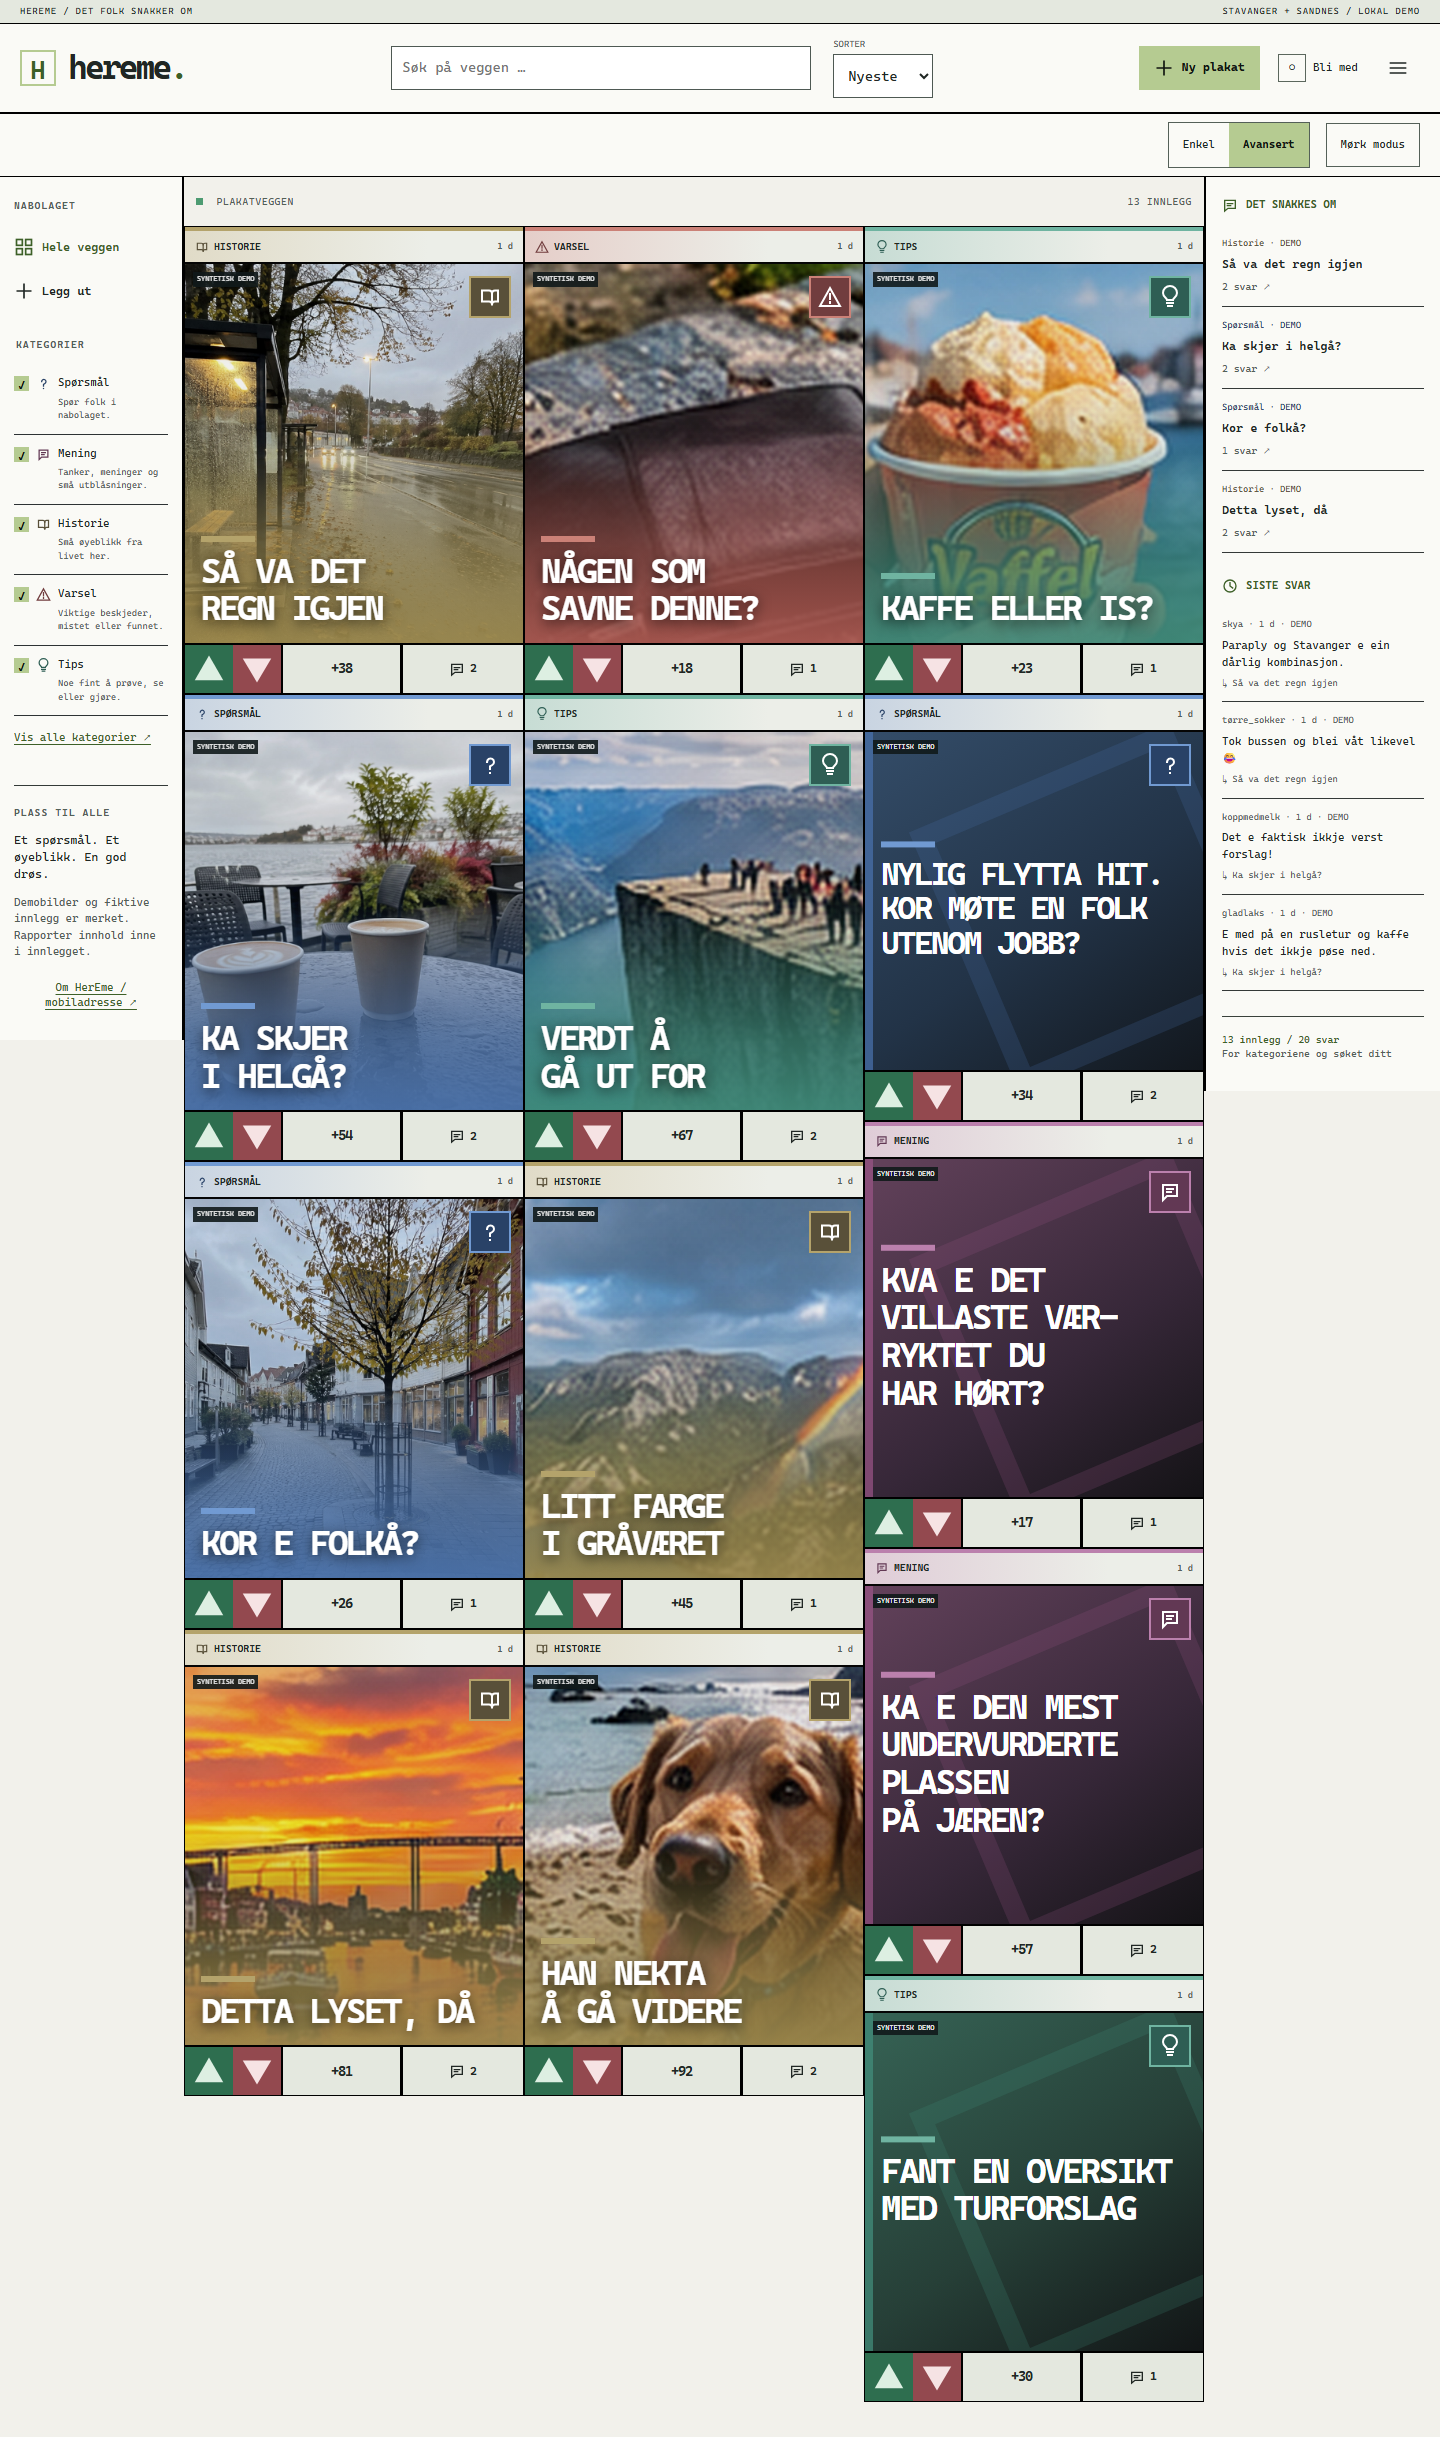 HEREME / DET FOLK SNAKKER OM
STAVANGER + SANDNES / LOKAL DEMO
H hereme.
Søk på veggen …
SORTER
Nyeste
Ny plakat
Bli med
Enkel
Avansert
Mørk modus
NABOLAGET
Hele veggen
Legg ut
KATEGORIER
? Spørsmål
Spør folk i
nabolaget.
Mening
Tanker, meninger og
små utblåsninger.
Historie
Små øyeblikk fra
livet her.
Varsel
Viktige beskjeder,
mistet eller funnet.
Tips
Noe fint å prøve, se
eller gjøre.
Vis alle kategorier ↗
PLASS TIL ALLE
Et spørsmål. Et
øyeblikk. En god
drøs.
Demobilder og fiktive
innlegg er merket.
Rapporter innhold inne
i innlegget.
Om HerEme /
mobiladresse ↗
PLAKATVEGGEN
13 INNLEGG
HISTORIE
1 d
SYNTETISK DEMO
SÅ VA DET
REGN IGJEN
+38
2
VARSEL
1 d
SYNTETISK DEMO
NÅGEN SOM
SAVNE DENNE?
+18
1
TIPS
1 d
SYNTETISK DEMO
Vaffel
KAFFE ELLER IS?
+23
1
? SPØRSMÅL
1 d
SYNTETISK DEMO
?
KA SKJER
I HELGÅ?
+54
2
TIPS
1 d
SYNTETISK DEMO
VERDT Å
GÅ UT FOR
+67
2
? SPØRSMÅL
1 d
SYNTETISK DEMO
?
NYLIG FLYTTA HIT.
KOR MØTE EN FOLK
UTENOM JOBB?
+34
2
? SPØRSMÅL
1 d
SYNTETISK DEMO
?
KOR E FOLKÅ?
+26
1
HISTORIE
1 d
SYNTETISK DEMO
LITT FARGE
I GRÅVÆRET
+45
1
MENING
1 d
SYNTETISK DEMO
KVA E DET
VILLASTE VÆR–
RYKTET DU
HAR HØRT?
+17
1
HISTORIE
1 d
SYNTETISK DEMO
DETTA LYSET, DÅ
+81
2
HISTORIE
1 d
SYNTETISK DEMO
HAN NEKTA
Å GÅ VIDERE
+92
2
MENING
1 d
SYNTETISK DEMO
KA E DEN MEST
UNDERVURDERTE
PLASSEN
PÅ JÆREN?
+57
2
TIPS
1 d
SYNTETISK DEMO
FANT EN OVERSIKT
MED TURFORSLAG
+30
1
DET SNAKKES OM
Historie · DEMO
Så va det regn igjen
2 svar ↗
Spørsmål · DEMO
Ka skjer i helgå?
2 svar ↗
Spørsmål · DEMO
Kor e folkå?
1 svar ↗
Historie · DEMO
Detta lyset, då
2 svar ↗
SISTE SVAR
skya · 1 d · DEMO
Paraply og Stavanger e ein
dårlig kombinasjon.
↳ Så va det regn igjen
tørre_sokker · 1 d · DEMO
Tok bussen og blei våt likevel
😂
↳ Så va det regn igjen
koppmedmelk · 1 d · DEMO
Det e faktisk ikkje verst
forslag!
↳ Ka skjer i helgå?
gladlaks · 1 d · DEMO
E med på en rusletur og kaffe
hvis det ikkje pøse ned.
↳ Ka skjer i helgå?
13 innlegg / 20 svar
For kategoriene og søket ditt